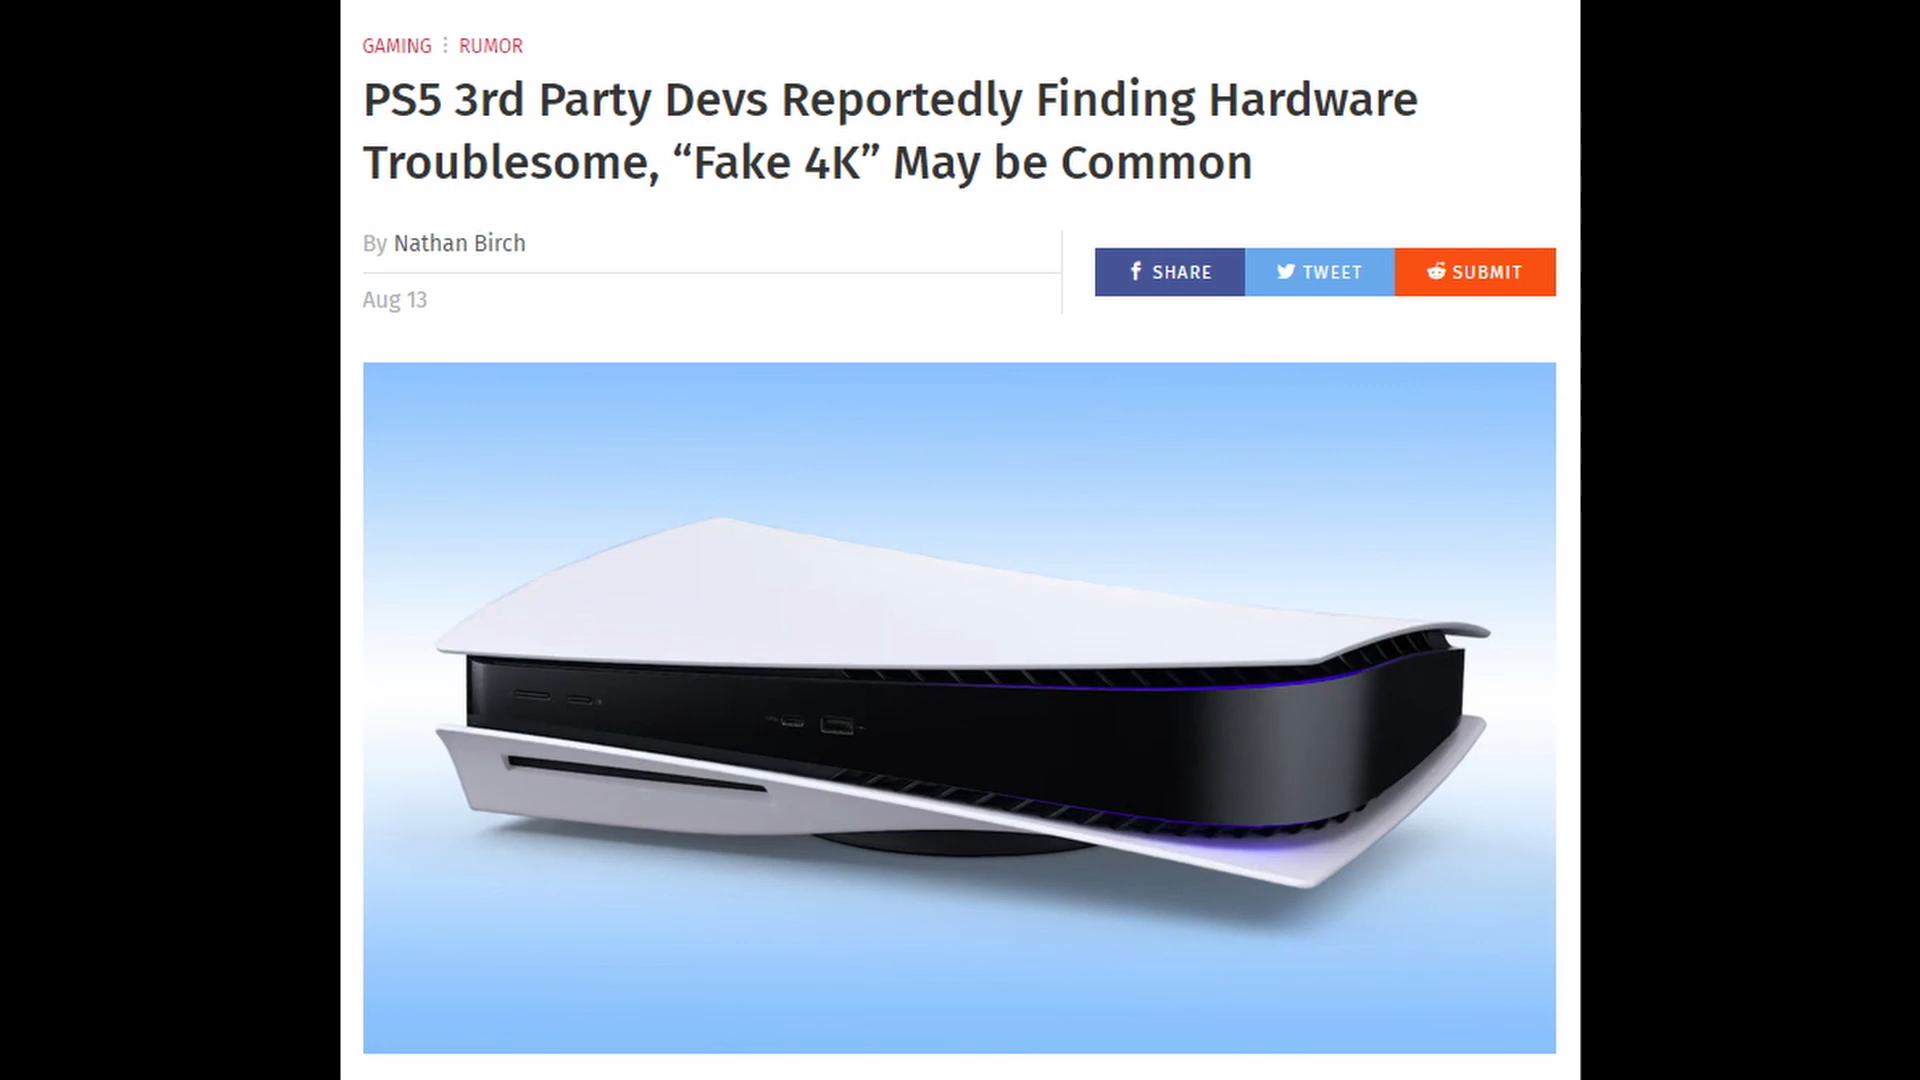 GAMING RUMOR
PS5 3rd Party Devs Reportedly Finding Hardware
Troublesome, “Fake 4K” May be Common
By Nathan Birch
Aug 13
SHARE TWEET SUBMIT